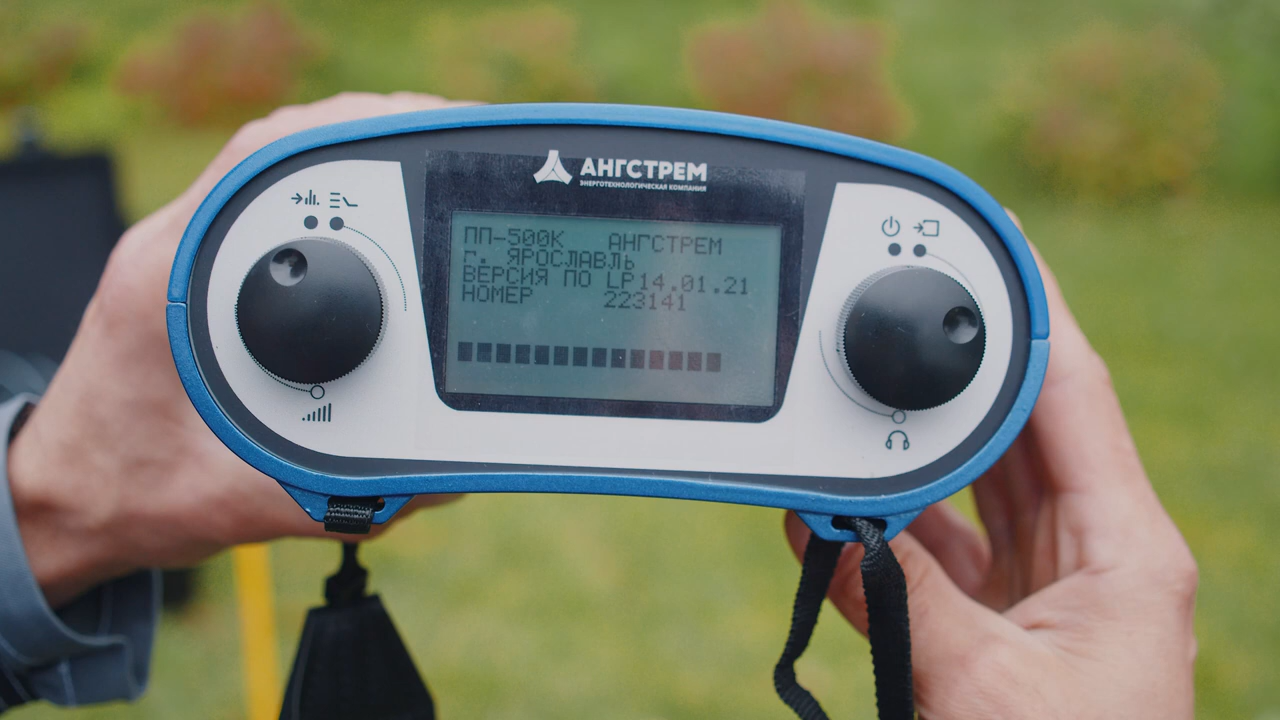 АНГСТРЕМ
ЭНЕРГОТЕХНОЛОГИЧЕСКАЯ КОМПАНИЯ
ПП-500К АНГСТРЕМ
г. ЯРОСЛАВЛЬ
ВЕРСИЯ ПО LP14.01.21
НОМЕР 223141